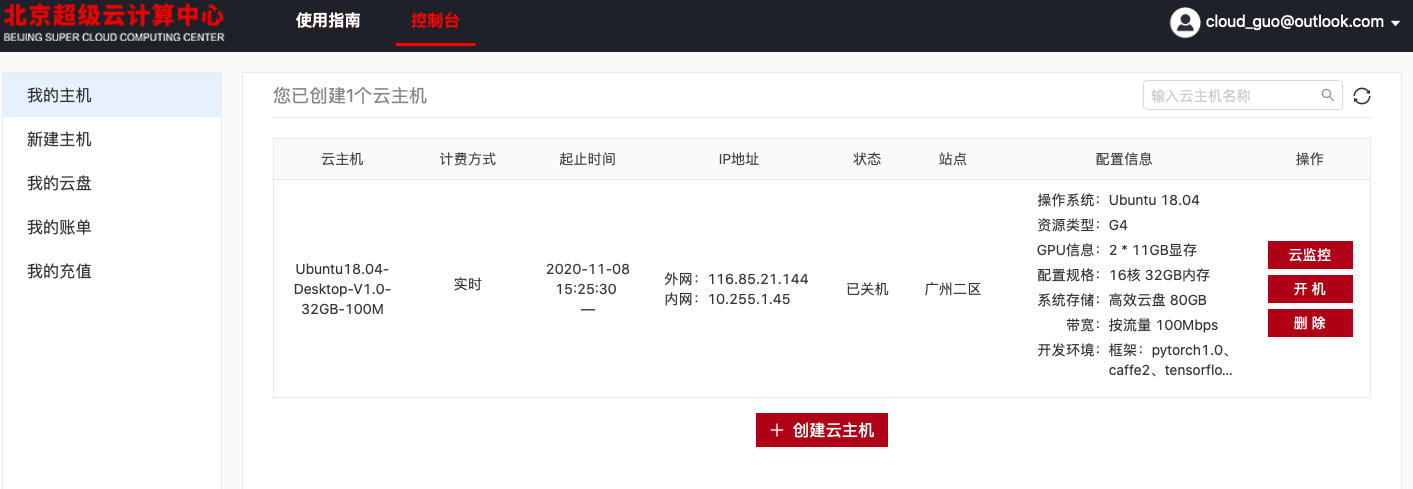 北京超级云计算中心
BEIJING SUPER CLOUD COMPUTING CENTER
使用指南
控制台
cloud_guo@outlook.com
我的主机
新建主机
我的云盘
我的账单
我的充值
您已创建1个云主机
输入云主机名称
云主机
计费方式
起止时间
IP地址
状态
站点
配置信息
操作
Ubuntu18.04-
Desktop-V1.0-
32GB-100M
实时
2020-11-08
15:25:30
—
外网：116.85.21.144
内网：10.255.1.45
已关机
广州二区
操作系统：Ubuntu 18.04
资源类型：G4
GPU信息：2 * 11GB显存
配置规格：16核 32GB内存
系统存储：高效云盘 80GB
带宽：按流量 100Mbps
开发环境：框架：pytorch1.0、
caffe2、tensorflo...
云监控
开 机
删 除
＋ 创建云主机